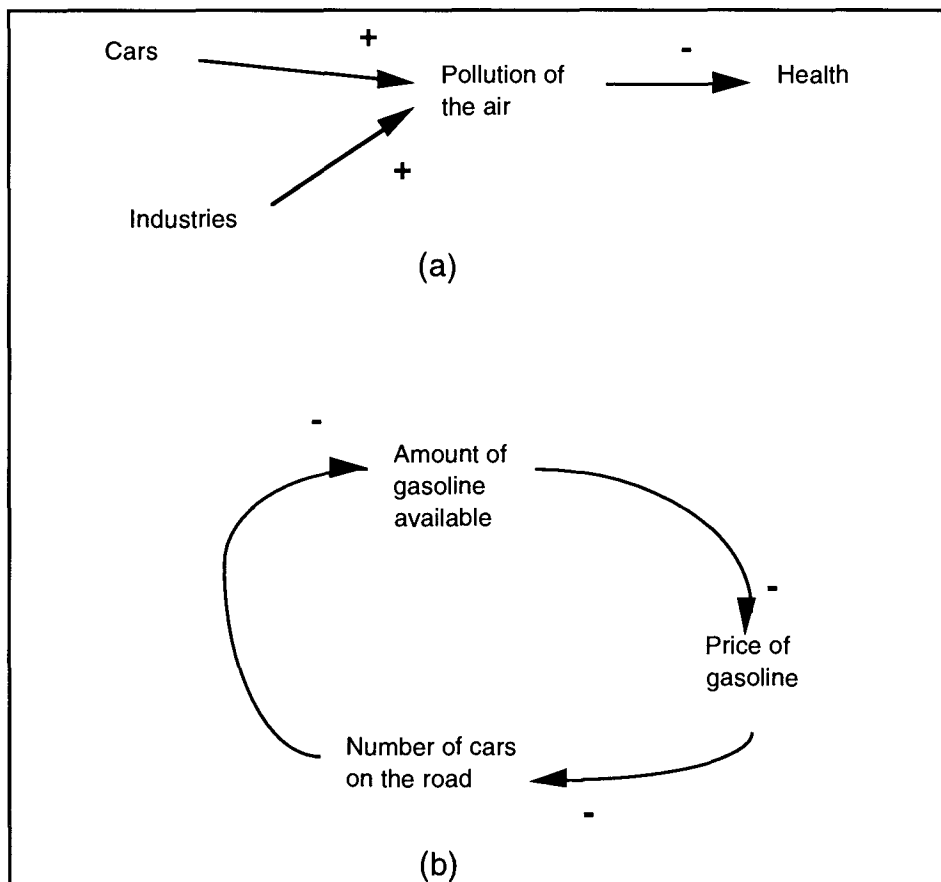 +
-
Cars
Pollution of
the air
Health
+
Industries
(a)
-
Amount of
gasoline
available
-
Price of
gasoline
Number of cars
on the road
-
(b)